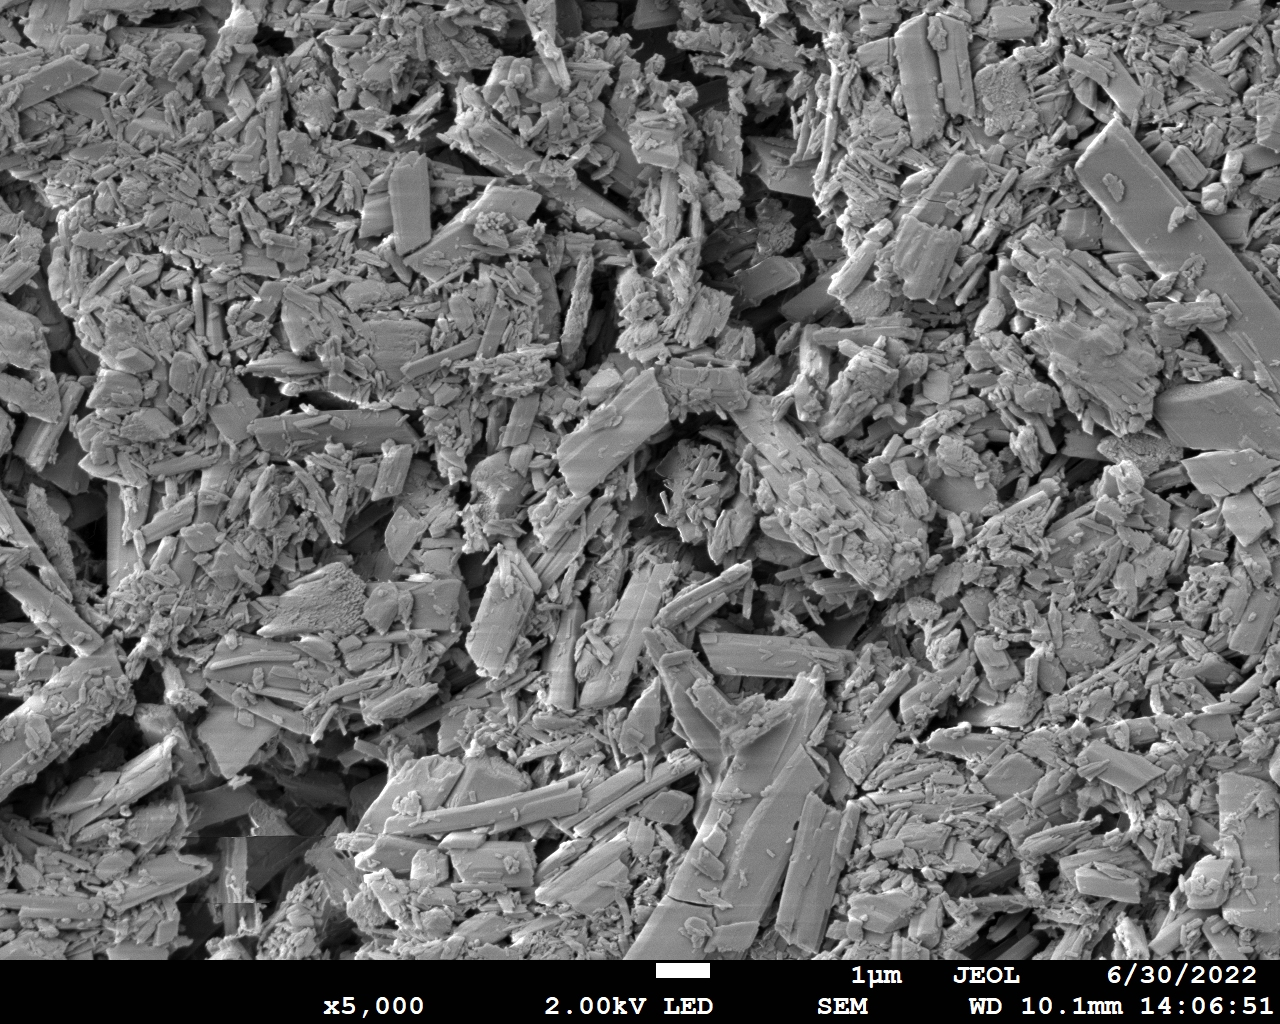 1µm JEOL 6/30/2022
x5,000 2.00kV LED SEM WD 10.1mm 14:06:51